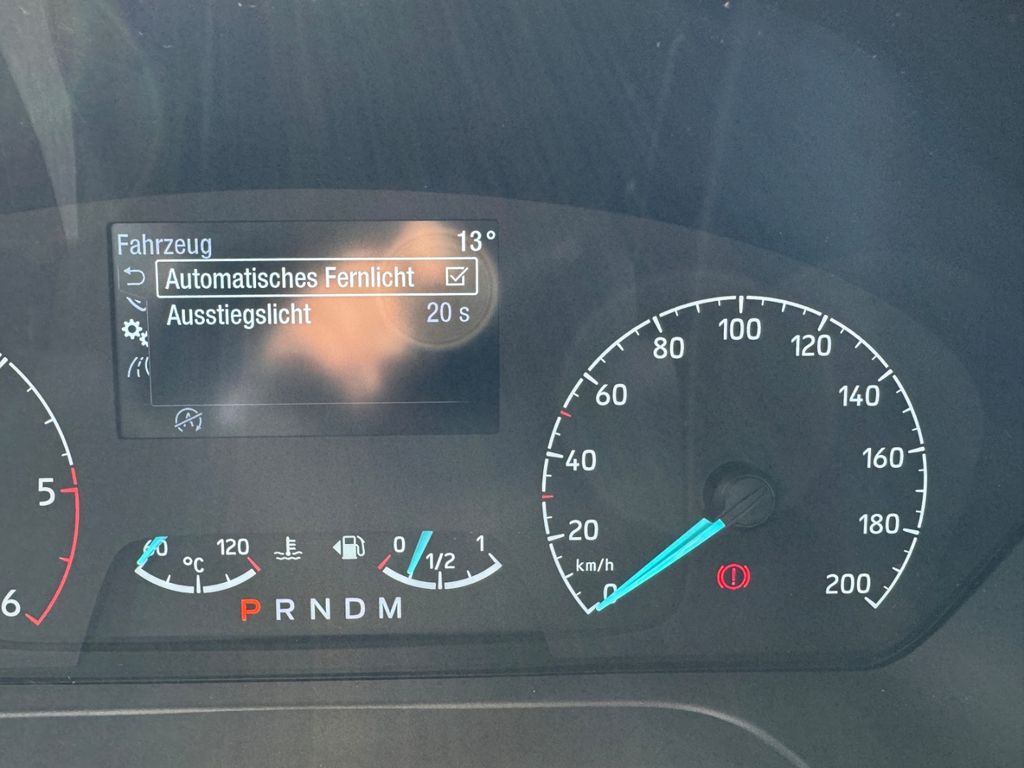 Fahrzeug 13°
Automatisches Fernlicht
Ausstiegslicht 20 s
5
6
60 °C 120
0 1/2 1
P R N D M
0 20 40 60 80 100 120 140 160 180 200
km/h